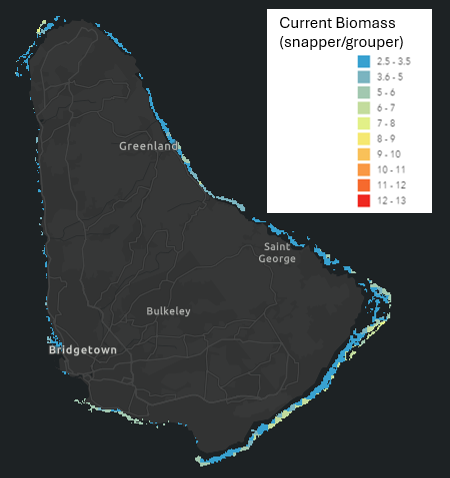 Current Biomass
(snapper/grouper)
2.5 - 3.5
3.6 - 5
5 - 6
6 - 7
7 - 8
8 - 9
9 - 10
10 - 11
11 - 12
12 - 13
Greenland
Saint
George
Bulkeley
Bridgetown